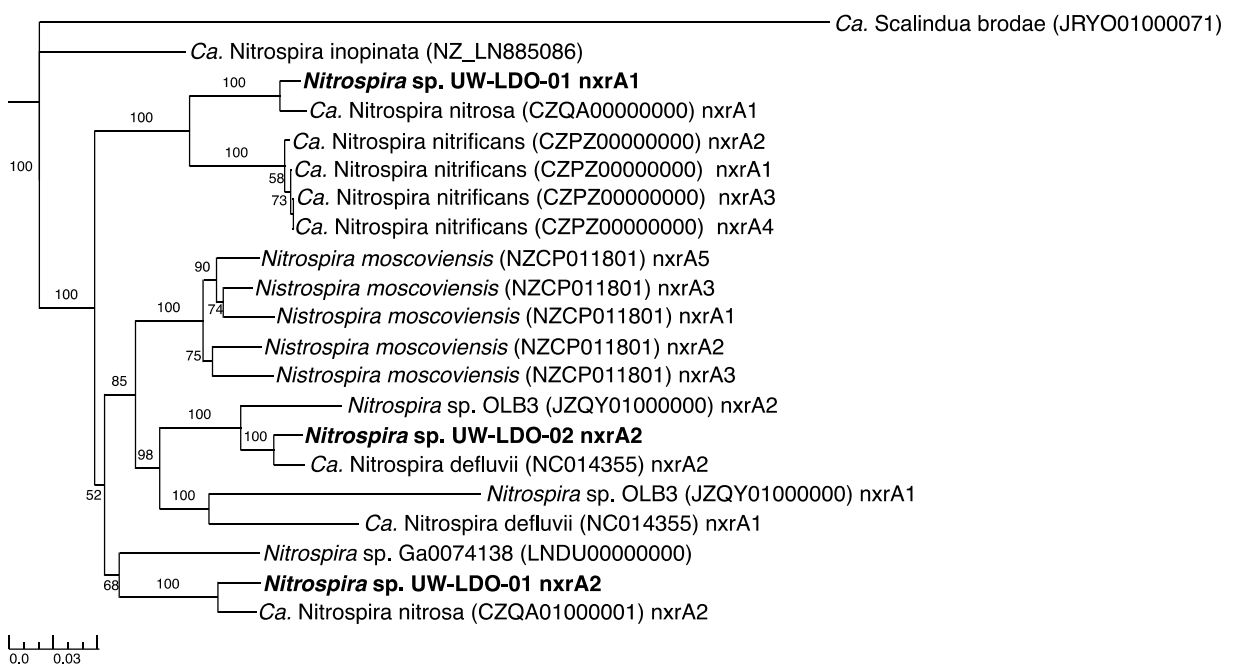 Ca. Scalindua brodae (JRYO01000071)
Ca. Nitrospira inopinata (NZ_LN885086)
100
Nitrospira sp. UW-LDO-01 nxrA1
Ca. Nitrospira nitrosa (CZQA00000000) nxrA1
100
Ca. Nitrospira nitrificans (CZPZ00000000) nxrA2
100
100
Ca. Nitrospira nitrificans (CZPZ00000000) nxrA1
58
Ca. Nitrospira nitrificans (CZPZ00000000) nxrA3
73
Ca. Nitrospira nitrificans (CZPZ00000000) nxrA4
Nitrospira moscoviensis (NZCP011801) nxrA5
90
Nistrospira moscoviensis (NZCP011801) nxrA3
100
100
74
Nistrospira moscoviensis (NZCP011801) nxrA1
Nistrospira moscoviensis (NZCP011801) nxrA2
75
Nistrospira moscoviensis (NZCP011801) nxrA3
85
Nitrospira sp. OLB3 (JZQY01000000) nxrA2
100
100
Nitrospira sp. UW-LDO-02 nxrA2
98
Ca. Nitrospira defluvii (NC014355) nxrA2
52
100
Nitrospira sp. OLB3 (JZQY01000000) nxrA1
Ca. Nitrospira defluvii (NC014355) nxrA1
Nitrospira sp. Ga0074138 (LNDU00000000)
68
100
Nitrospira sp. UW-LDO-01 nxrA2
Ca. Nitrospira nitrosa (CZQA01000001) nxrA2
0.0 0.03